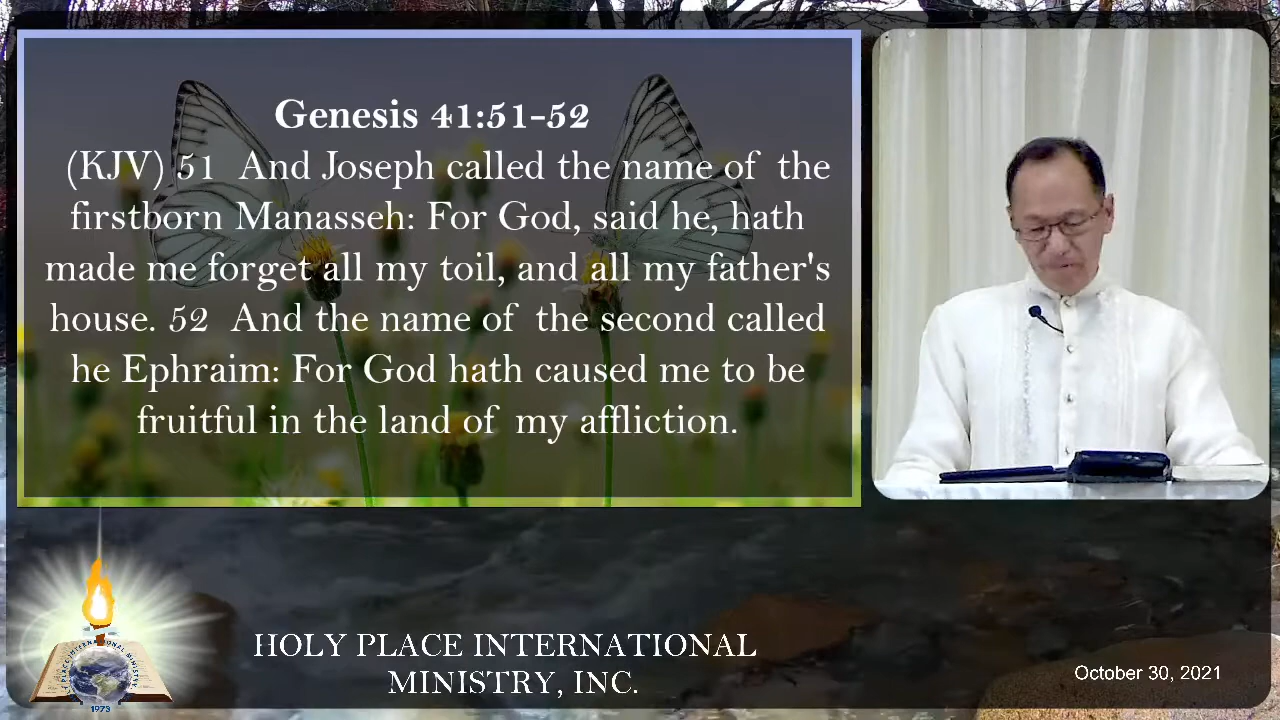 Genesis 41:51-52
(KJV) 51 And Joseph called the name of the
firstborn Manasseh: For God, said he, hath
made me forget all my toil, and all my father's
house. 52 And the name of the second called
he Ephraim: For God hath caused me to be
fruitful in the land of my affliction.
HOLY PLACE INTERNATIONAL
MINISTRY, INC.
October 30, 2021
1973